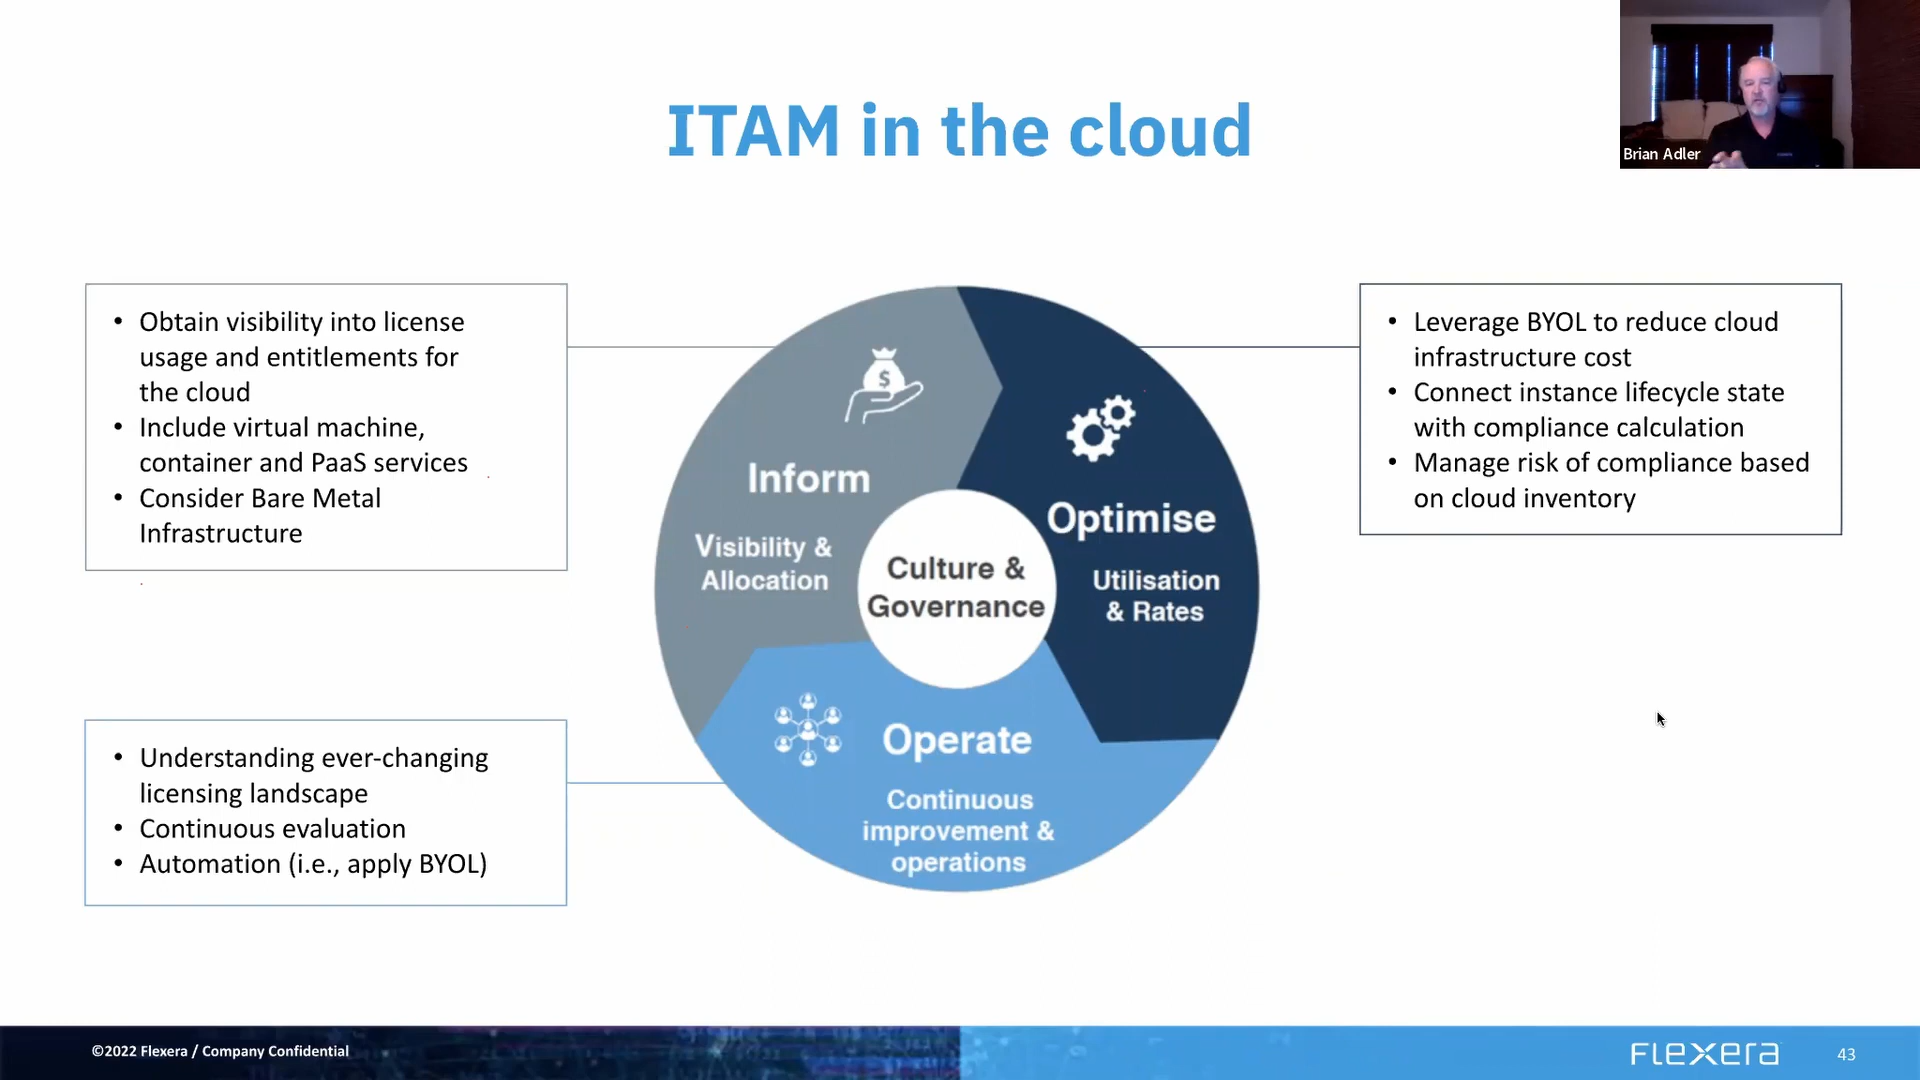 ITAM in the cloud
Brian Adler
• Obtain visibility into license
usage and entitlements for
the cloud
• Include virtual machine,
container and PaaS services
• Consider Bare Metal
Infrastructure
• Leverage BYOL to reduce cloud
infrastructure cost
• Connect instance lifecycle state
with compliance calculation
• Manage risk of compliance based
on cloud inventory
$
Inform
Visibility &
Allocation
Optimise
Utilisation
& Rates
Culture &
Governance
Operate
Continuous
improvement &
operations
• Understanding ever-changing
licensing landscape
• Continuous evaluation
• Automation (i.e., apply BYOL)
©2022 Flexera / Company Confidential
FLEXERA
43